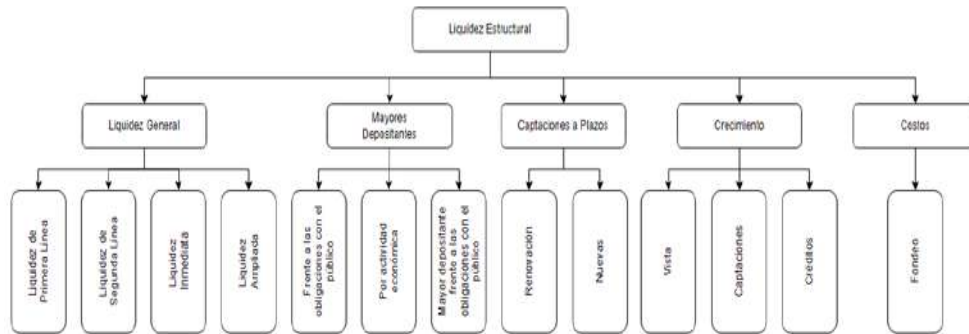 Liquidez Estructural
Liquidez General
Mayores
Depositantes
Captaciones a Plazos
Crecimiento
Costos
Liquidez de
Primera Línea
Liquidez de
Segunda Línea
Liquidez
Inmediata
Liquidez
Ampliada
Frente a las
obligaciones con el
público
Por actividad
económica
Mayor depositante
frente a las
obligaciones con el
público
Renovación
Nuevas
Vista
Captaciones
Créditos
Fondeo